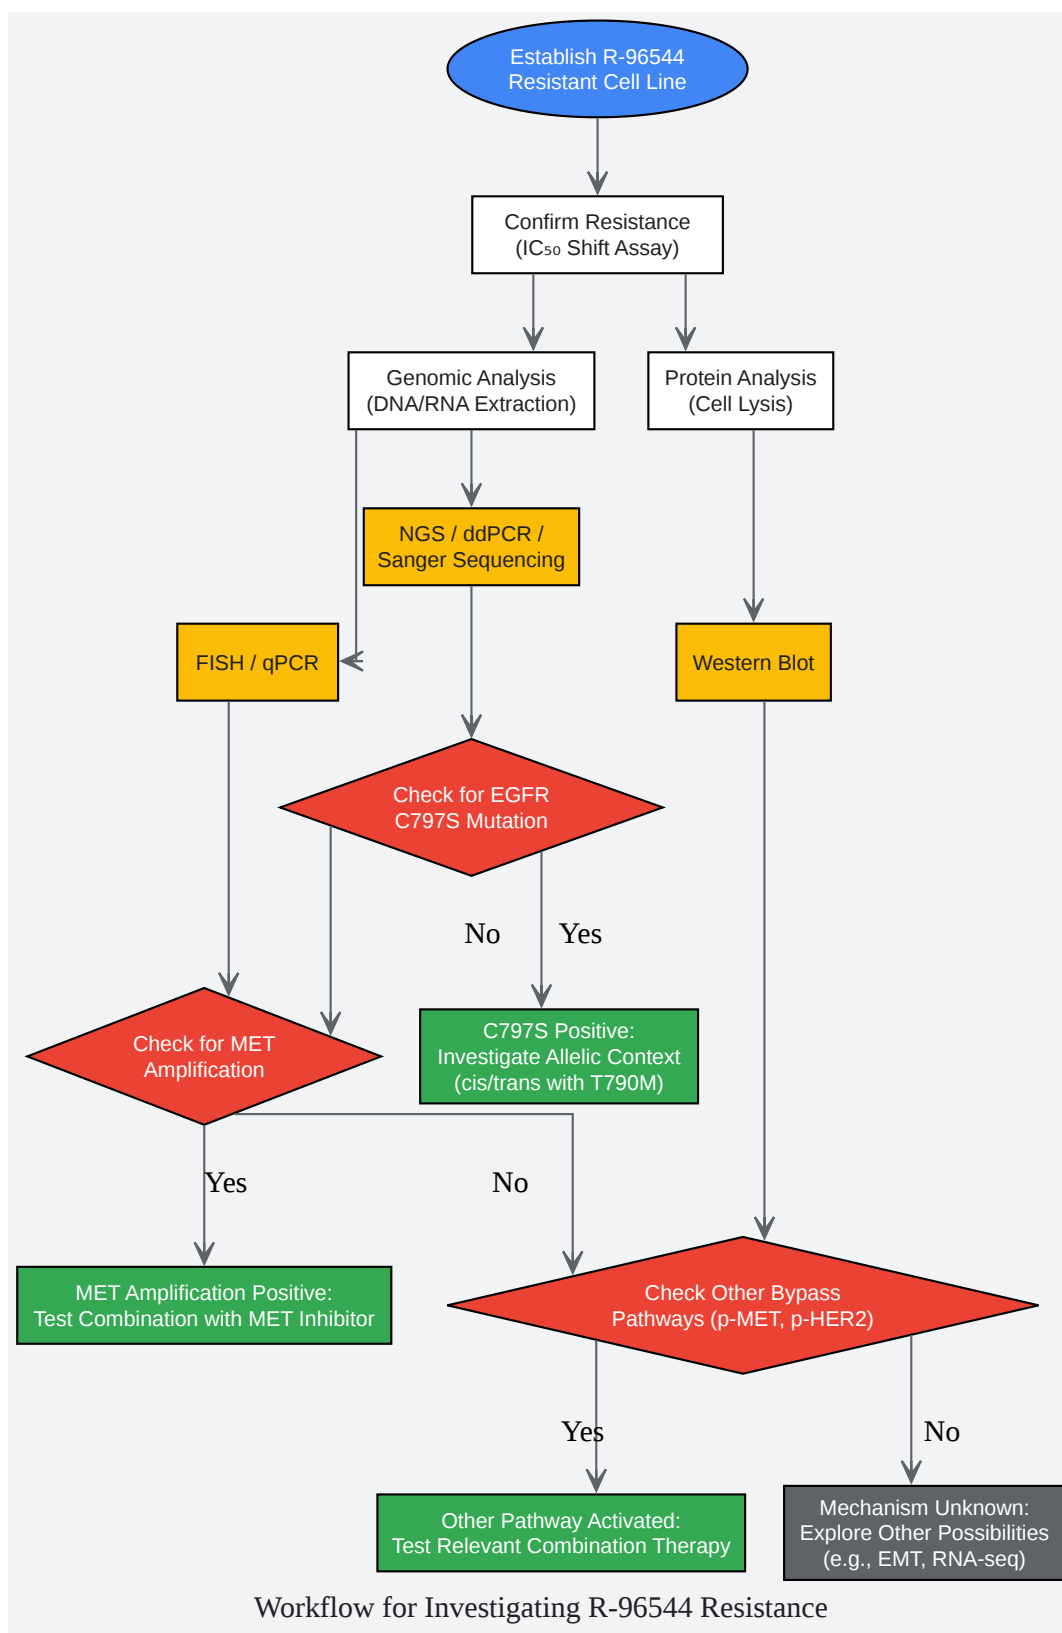 Establish R-96544
Resistant Cell Line
Confirm Resistance
(IC₅₀ Shift Assay)
Genomic Analysis
(DNA/RNA Extraction)
Protein Analysis
(Cell Lysis)
NGS / ddPCR /
Sanger Sequencing
FISH / qPCR
Western Blot
Check for EGFR
C797S Mutation
No
Yes
Check for MET
Amplification
C797S Positive:
Investigate Allelic Context
(cis/trans with T790M)
Yes
No
MET Amplification Positive:
Test Combination with MET Inhibitor
Check Other Bypass
Pathways (p-MET, p-HER2)
Yes
No
Other Pathway Activated:
Test Relevant Combination Therapy
Mechanism Unknown:
Explore Other Possibilities
(e.g., EMT, RNA-seq)
Workflow for Investigating R-96544 Resistance